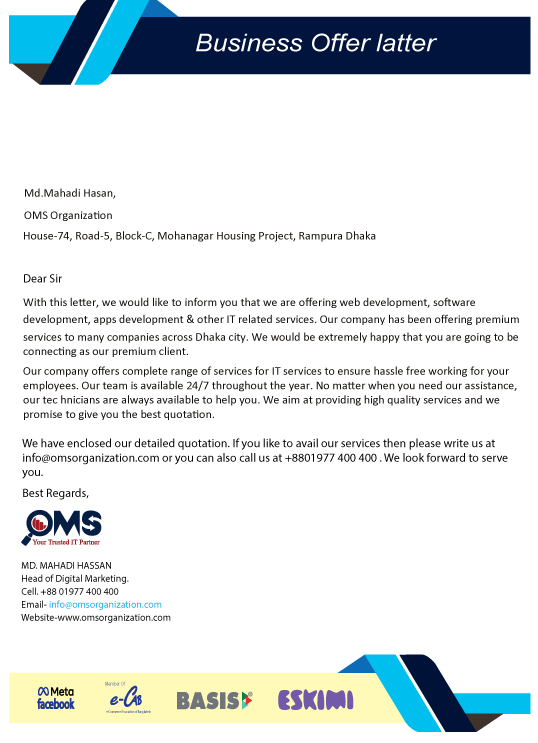 Business Offer latter
Md.Mahadi Hasan,
OMS Organization
House-74, Road-5, Block-C, Mohanagar Housing Project, Rampura Dhaka
Dear Sir
With this letter, we would like to inform you that we are offering web development, software
development, apps development & other IT related services. Our company has been offering premium
services to many companies across Dhaka city. We would be extremely happy that you are going to be
connecting as our premium client.
Our company offers complete range of services for IT services to ensure hassle free working for your
employees. Our team is available 24/7 throughout the year. No matter when you need our assistance,
our tec hnicians are always available to help you. We aim at providing high quality services and we
promise to give you the best quotation.
We have enclosed our detailed quotation. If you like to avail our services then please write us at
info@omsorganization.com or you can also call us at +8801977 400 400 . We look forward to serve
you.
Best Regards,
OMS
Your Trusted IT Partner
MD. MAHADI HASSAN
Head of Digital Marketing.
Cell. +88 01977 400 400
Email- info@omsorganization.com
Website-www.omsorganization.com
Meta
facebook
Member Of
e-Cab
e-Commerce Association of Bangladesh
BASIS
ESKIMI